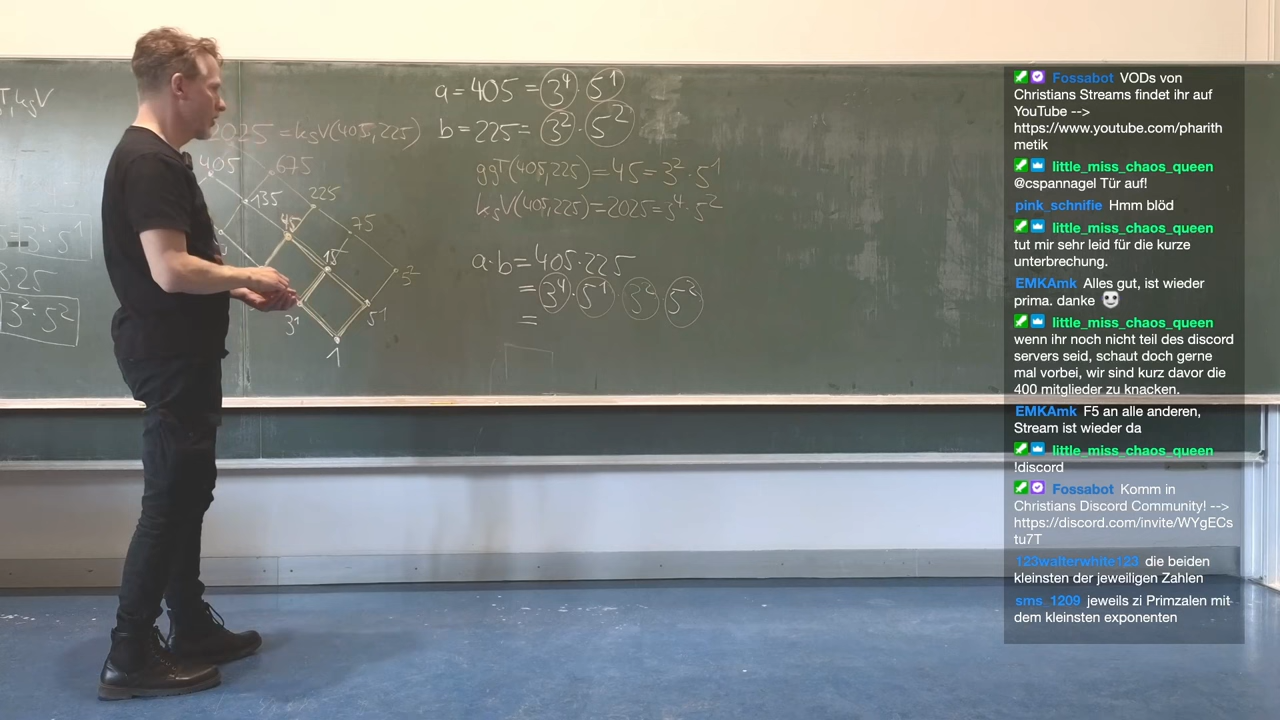 2025 = kgV(405,225)
405 675
135 225
45 75
15 5²
3¹ 5¹
1
3² · 5²
a = 405 = 3⁴ · 5¹
b = 225 = 3² · 5²
ggT(405,225) = 45 = 3² · 5¹
kgV(405,225) = 2025 = 3⁴ · 5²
a · b = 405 · 225
= 3⁴ · 5¹ · 3² · 5²
=
Fossabot VODs von
Christians Streams findet ihr auf
YouTube -->
https://www.youtube.com/pharith
metik
little_miss_chaos_queen
@cspannagel Tür auf!
pink_schnifie Hmm blöd
little_miss_chaos_queen
tut mir sehr leid für die kurze
unterbrechung.
EMKAmk Alles gut, ist wieder
prima. danke
little_miss_chaos_queen
wenn ihr noch nicht teil des discord
servers seid, schaut doch gerne
mal vorbei, wir sind kurz davor die
400 mitglieder zu knacken.
EMKAmk F5 an alle anderen,
Stream ist wieder da
little_miss_chaos_queen
!discord
Fossabot Komm in
Christians Discord Community! -->
https://discord.com/invite/WYgECs
tu7T
123walterwhite123 die beiden
kleinsten der jeweiligen Zahlen
sms_1209 jeweils zi Primzalen mit
dem kleinsten exponenten